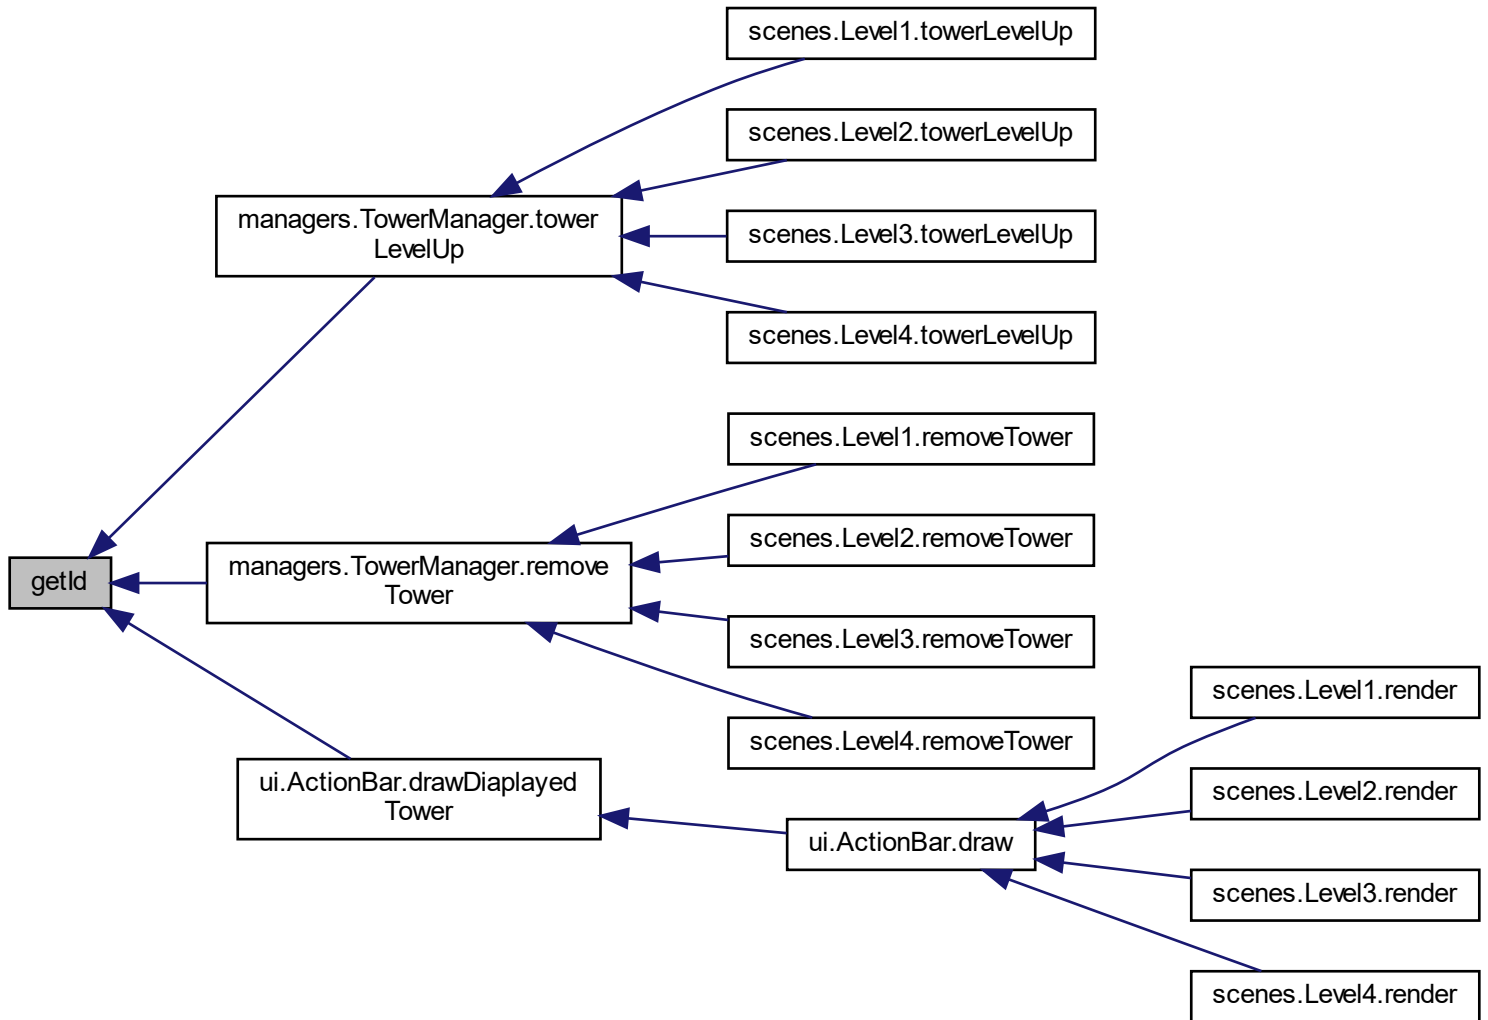 scenes.Level1.towerLevelUp
scenes.Level2.towerLevelUp
managers.TowerManager.tower
LevelUp
scenes.Level3.towerLevelUp
scenes.Level4.towerLevelUp
scenes.Level1.removeTower
scenes.Level2.removeTower
getId
managers.TowerManager.remove
Tower
scenes.Level3.removeTower
scenes.Level4.removeTower
ui.ActionBar.drawDiaplayed
Tower
ui.ActionBar.draw
scenes.Level1.render
scenes.Level2.render
scenes.Level3.render
scenes.Level4.render